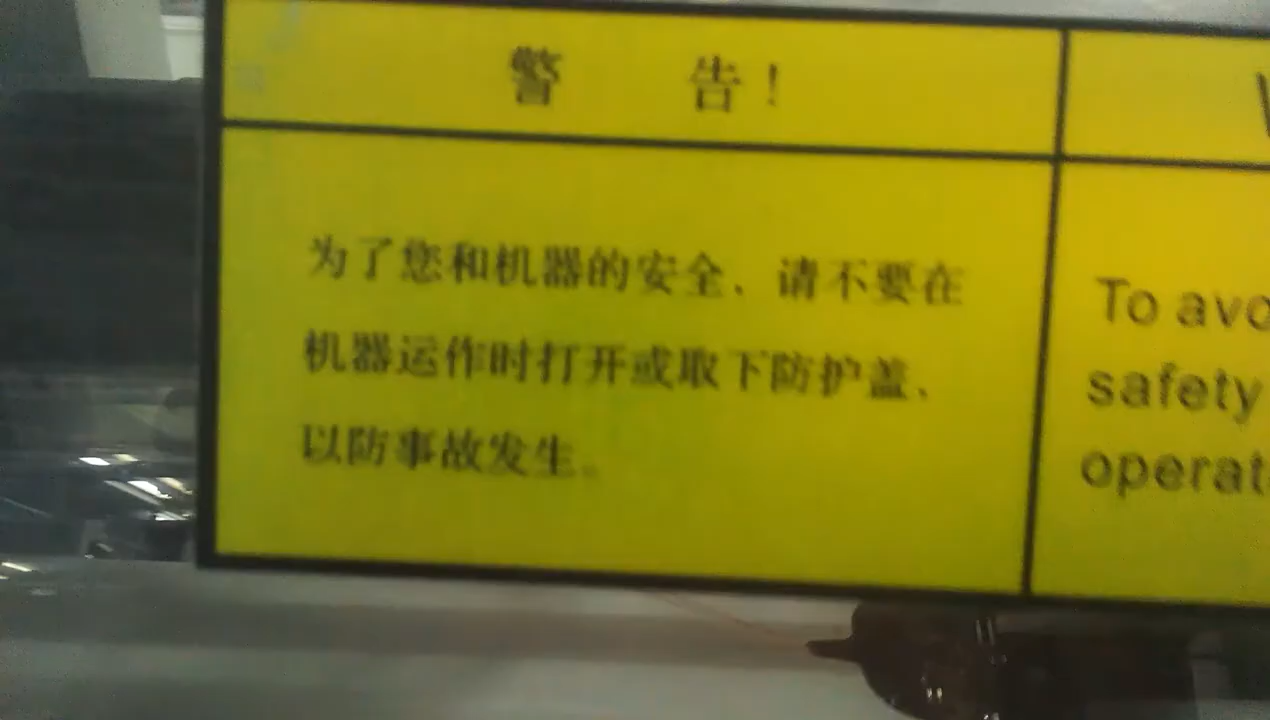 警 告！
为了您和机器的安全、请不要在
机器运作时打开或取下防护盖、
以防事故发生。
To avo
safety
operat